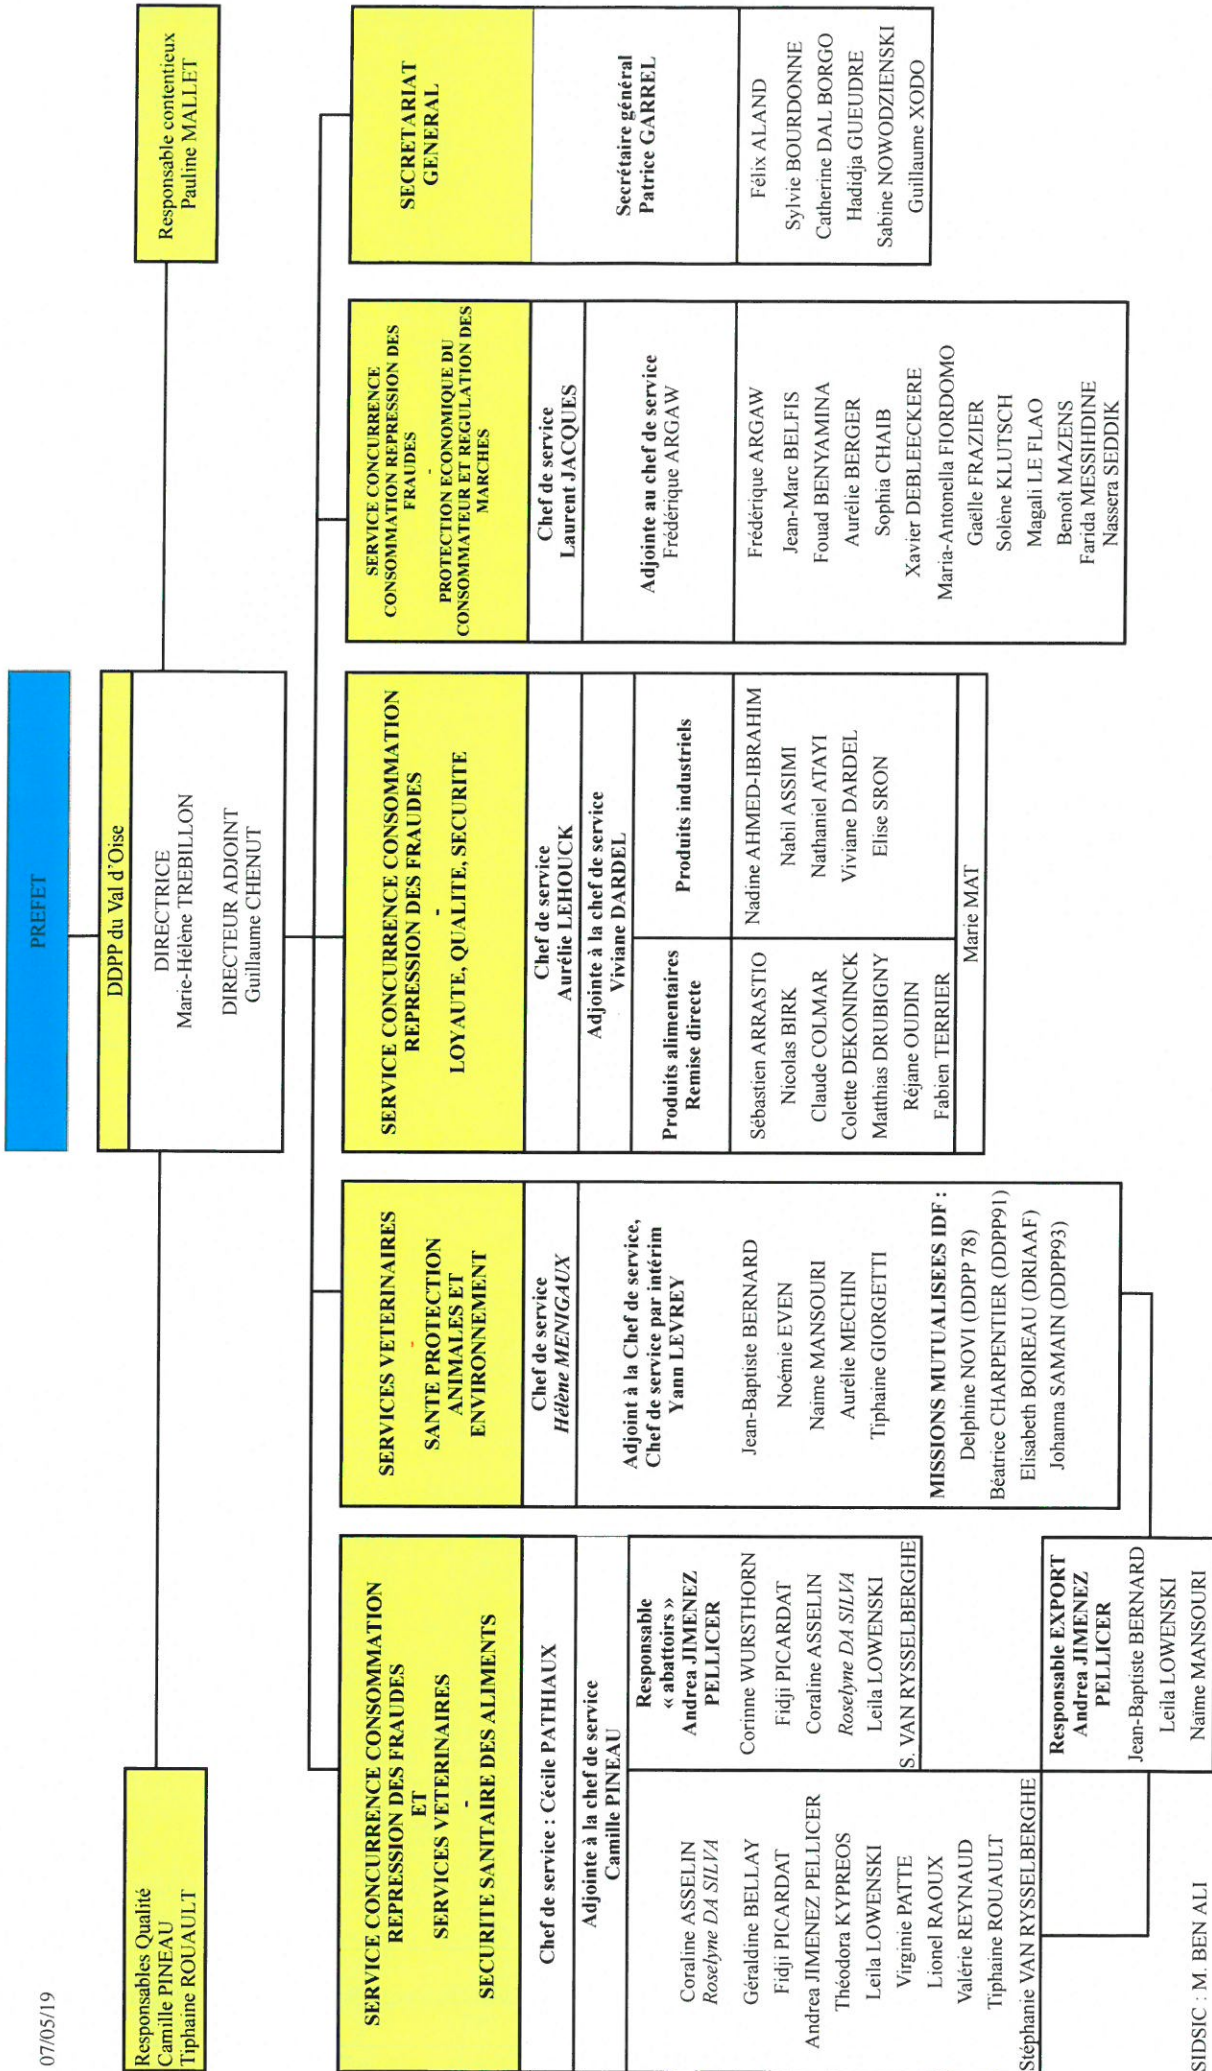 07/05/19
PREFET
DDPP du Val d'Oise
DIRECTRICE
Marie-Hélène TREBILLON
DIRECTEUR ADJOINT
Guillaume CHENUT
Responsables Qualité
Camille PINEAU
Tiphaine ROUAULT
Responsable contentieux
Pauline MALLET
SERVICE CONCURRENCE CONSOMMATION
REPRESSION DES FRAUDES
ET
SERVICES VETERINAIRES
-
SECURITE SANITAIRE DES ALIMENTS
Chef de service : Cécile PATHIAUX
Adjointe à la chef de service
Camille PINEAU
Coraline ASSELIN
Roselyne DA SILVA
Géraldine BELLAY
Fidji PICARDAT
Andrea JIMENEZ PELLICER
Théodora KYPREOS
Leila LOWENSKI
Virginie PATTE
Lionel RAOUX
Valérie REYNAUD
Tiphaine ROUAULT
Stéphanie VAN RYSSELBERGHE
Responsable
« abattoirs »
Andrea JIMENEZ
PELLICER
Corinne WURSTHORN
Fidji PICARDAT
Coraline ASSELIN
Roselyne DA SILVA
Leila LOWENSKI
S. VAN RYSSELBERGHE
Responsable EXPORT
Andrea JIMENEZ
PELLICER
Jean-Baptiste BERNARD
Leila LOWENSKI
Naïme MANSOURI
SERVICES VETERINAIRES
-
SANTE PROTECTION
ANIMALES ET
ENVIRONNEMENT
Chef de service
Hélène MENIGAUX
Adjoint à la Chef de service,
Chef de service par intérim
Yann LEVREY
Jean-Baptiste BERNARD
Noémie EVEN
Naime MANSOURI
Aurélie MECHIN
Tiphaine GIORGETTI
MISSIONS MUTUALISEES IDF :
Delphine NOVI (DDPP 78)
Béatrice CHARPENTIER (DDPP91)
Elisabeth BOIREAU (DRIAAF)
Johanna SAMAIN (DDPP93)
SERVICE CONCURRENCE CONSOMMATION
REPRESSION DES FRAUDES
-
LOYAUTE, QUALITE, SECURITE
Chef de service
Aurélie LEHOUCK
Adjointe à la chef de service
Viviane DARDEL
Produits alimentaires
Remise directe
Sébastien ARRASTIO
Nicolas BIRK
Claude COLMAR
Colette DEKONINCK
Matthias DRUBIGNY
Réjane OUDIN
Fabien TERRIER
Produits industriels
Nadine AHMED-IBRAHIM
Nabil ASSIMI
Nathaniel ATAYI
Viviane DARDEL
Elise SRON
Marie MAT
SERVICE CONCURRENCE
CONSOMMATION REPRESSION DES
FRAUDES
-
PROTECTION ECONOMIQUE DU
CONSOMMATEUR ET REGULATION DES
MARCHES
Chef de service
Laurent JACQUES
Adjointe au chef de service
Frédérique ARGAW
Frédérique ARGAW
Jean-Marc BELFIS
Fouad BENYAMINA
Aurélie BERGER
Sophia CHAIB
Xavier DEBLEECKERE
Maria-Antonella FIORDOMO
Gaëlle FRAZIER
Solène KLUTSCH
Magali LE FLAO
Benoît MAZENS
Farida MESSIHDINE
Nassera SEDDIK
SECRETARIAT
GENERAL
Secrétaire général
Patrice GARREL
Félix ALAND
Sylvie BOURDONNE
Catherine DAL BORGO
Hadidja GUEUDRE
Sabine NOWODZIENSKI
Guillaume XODO
SIDSIC : M. BEN ALI